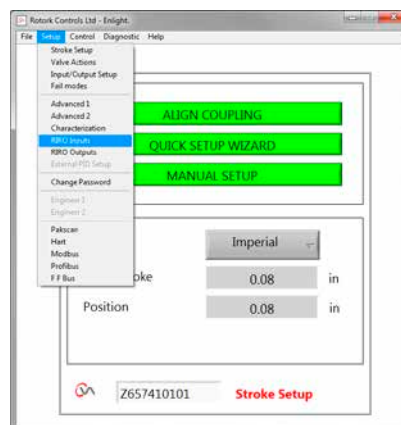 Rotork Controls Ltd - Enlight.
File Setup Control Diagnostic Help
Stroke Setup
Valve Actions
Input/Output Setup
Fail modes
Advanced 1
Advanced 2
Characterization
RIRO Inputs
RIRO Outputs
External PID Setup
Change Password
Engineer 1
Engineer 2
Pakscan
Hart
Modbus
Profibus
F F Bus
ALIGN COUPLING
QUICK SETUP WIZARD
MANUAL SETUP
Imperial
oke 0.08 in
Position 0.08 in
Z657410101 Stroke Setup